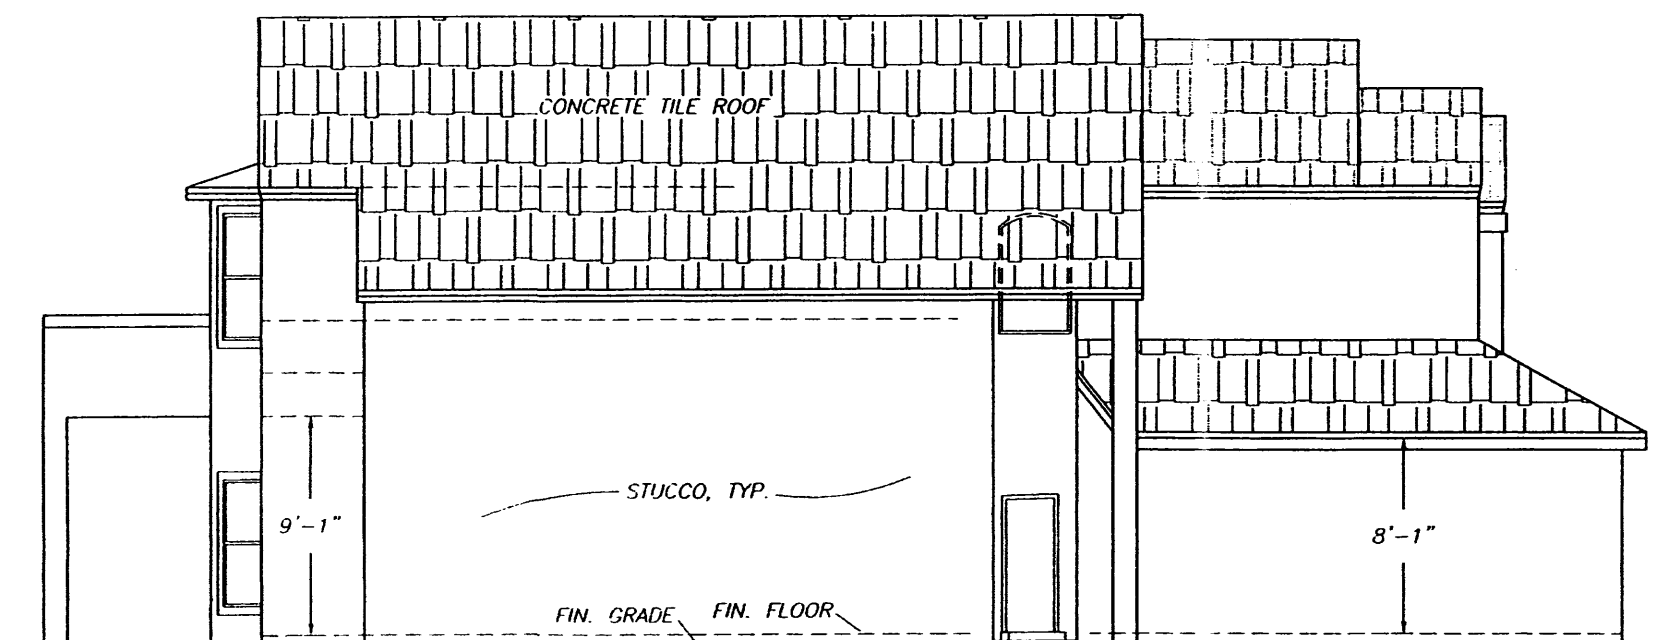 CONCRETE TILE ROOF
STUCCO, TYP.
9'-1"
8'-1"
FIN. GRADE
FIN. FLOOR